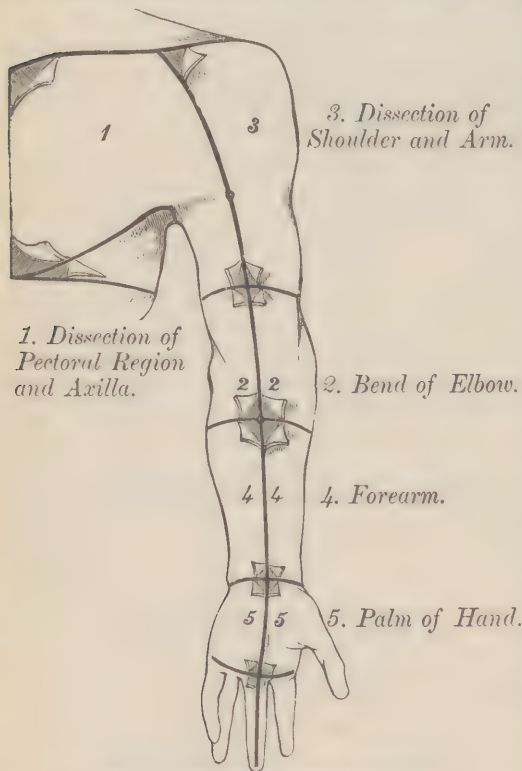 1
3
3. Dissection of
Shoulder and Arm.
1. Dissection of
Pectoral Region
and Axilla.
2 2
2. Bend of Elbow.
4 4
4. Forearm.
5 5
5. Palm of Hand.